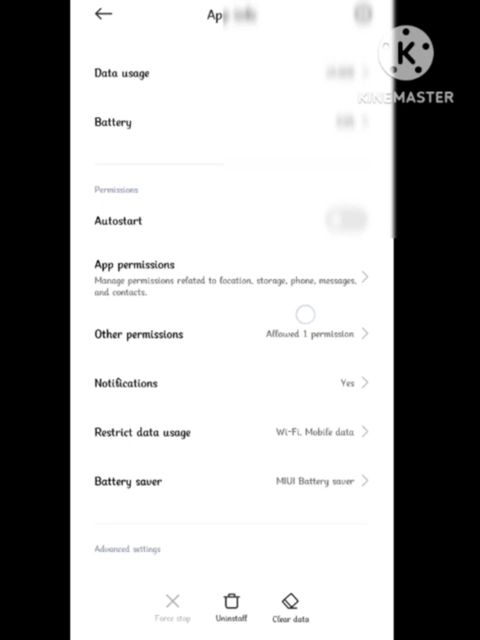 K
KINEMASTER
Data usage
Battery
Permissions
Autostart
App permissions
Manage permissions related to location, storage, phone, messages,
and contacts.
Other permissions Allowed 1 permission
Notifications Yes
Restrict data usage Wi-Fi, Mobile data
Battery saver MIUI Battery saver
Advanced settings
Force stop Uninstall Clear data